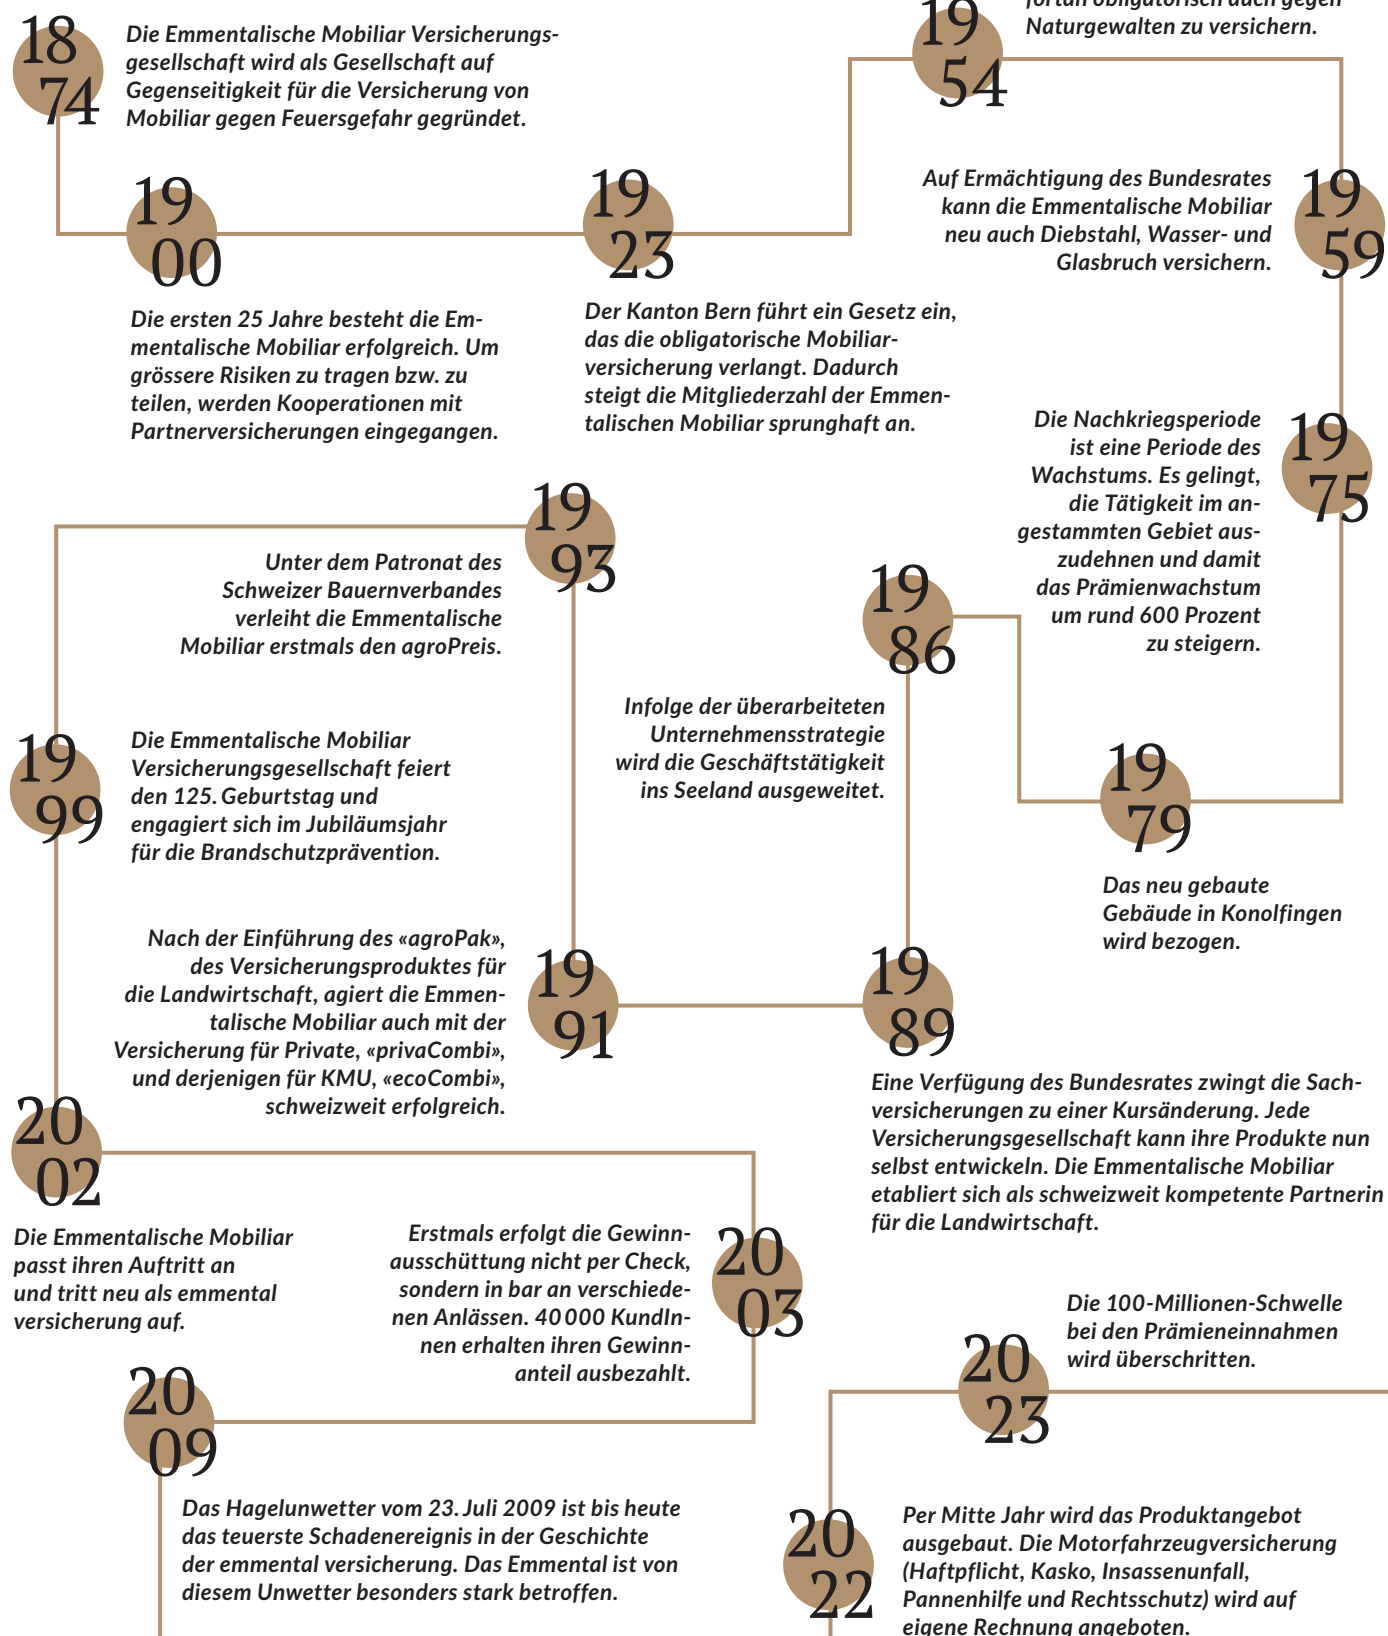 18
74
Die Emmentalische Mobiliar Versicherungs-
gesellschaft wird als Gesellschaft auf
Gegenseitigkeit für die Versicherung von
Mobiliar gegen Feuersgefahr gegründet.
19
00
Die ersten 25 Jahre besteht die Em-
mentalische Mobiliar erfolgreich. Um
grössere Risiken zu tragen bzw. zu
teilen, werden Kooperationen mit
Partnerversicherungen eingegangen.
19
23
Der Kanton Bern führt ein Gesetz ein,
das die obligatorische Mobiliar-
versicherung verlangt. Dadurch
steigt die Mitgliederzahl der Emmen-
talischen Mobiliar sprunghaft an.
19
54
fortan obligatorisch auch gegen
Naturgewalten zu versichern.
19
59
Auf Ermächtigung des Bundesrates
kann die Emmentalische Mobiliar
neu auch Diebstahl, Wasser- und
Glasbruch versichern.
19
75
Die Nachkriegsperiode
ist eine Periode des
Wachstums. Es gelingt,
die Tätigkeit im an-
gestammten Gebiet aus-
zudehnen und damit
das Prämienwachstum
um rund 600 Prozent
zu steigern.
19
79
Das neu gebaute
Gebäude in Konolfingen
wird bezogen.
19
86
Infolge der überarbeiteten
Unternehmensstrategie
wird die Geschäftstätigkeit
ins Seeland ausgeweitet.
19
89
Eine Verfügung des Bundesrates zwingt die Sach-
versicherungen zu einer Kursänderung. Jede
Versicherungsgesellschaft kann ihre Produkte nun
selbst entwickeln. Die Emmentalische Mobiliar
etabliert sich als schweizweit kompetente Partnerin
für die Landwirtschaft.
19
91
Nach der Einführung des «agroPak»,
des Versicherungsproduktes für
die Landwirtschaft, agiert die Emmen-
talische Mobiliar auch mit der
Versicherung für Private, «privaCombi»,
und derjenigen für KMU, «ecoCombi»,
schweizweit erfolgreich.
19
93
Unter dem Patronat des
Schweizer Bauernverbandes
verleiht die Emmentalische
Mobiliar erstmals den agroPreis.
19
99
Die Emmentalische Mobiliar
Versicherungsgesellschaft feiert
den 125. Geburtstag und
engagiert sich im Jubiläumsjahr
für die Brandschutzprävention.
20
02
Die Emmentalische Mobiliar
passt ihren Auftritt an
und tritt neu als emmental
versicherung auf.
20
03
Erstmals erfolgt die Gewinn-
ausschüttung nicht per Check,
sondern in bar an verschiede-
nen Anlässen. 40 000 KundIn-
nen erhalten ihren Gewinn-
anteil ausbezahlt.
20
09
Das Hagelunwetter vom 23. Juli 2009 ist bis heute
das teuerste Schadenereignis in der Geschichte
der emmental versicherung. Das Emmental ist von
diesem Unwetter besonders stark betroffen.
20
22
Per Mitte Jahr wird das Produktangebot
ausgebaut. Die Motorfahrzeugversicherung
(Haftpflicht, Kasko, Insassenunfall,
Pannenhilfe und Rechtsschutz) wird auf
eigene Rechnung angeboten.
20
23
Die 100-Millionen-Schwelle
bei den Prämieneinnahmen
wird überschritten.